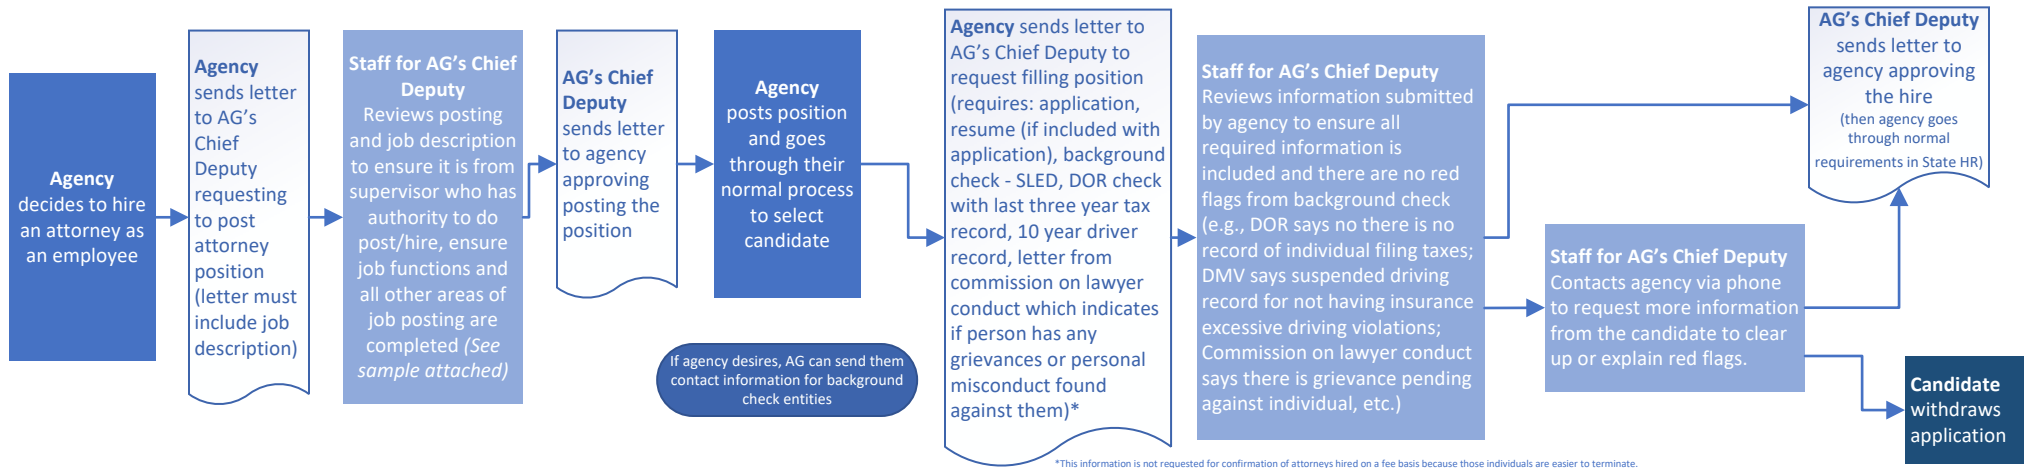 Agency
decides to hire
an attorney as
an employee
Agency
sends letter
to AG's
Chief
Deputy
requesting
to post
attorney
position
(letter must
include job
description)
Staff for AG's Chief
Deputy
Reviews posting
and job description
to ensure it is from
supervisor who has
authority to do
post/hire, ensure
job functions and
all other areas of
job posting are
completed (See
sample attached)
AG's Chief
Deputy
sends letter
to agency
approving
posting the
position
Agency
posts position
and goes
through their
normal process
to select
candidate
If agency desires, AG can send them
contact information for background
check entities
Agency sends letter to
AG's Chief Deputy to
request filling position
(requires: application,
resume (if included with
application), background
check - SLED, DOR check
with last three year tax
record, 10 year driver
record, letter from
commission on lawyer
conduct which indicates
if person has any
grievances or personal
misconduct found
against them)*
Staff for AG's Chief Deputy
Reviews information submitted
by agency to ensure all
required information is
included and there are no red
flags from background check
(e.g., DOR says no there is no
record of individual filing taxes;
DMV says suspended driving
record for not having insurance
excessive driving violations;
Commission on lawyer conduct
says there is grievance pending
against individual, etc.)
AG's Chief Deputy
sends letter to
agency approving
the hire
(then agency goes
through normal
requirements in State HR)
Staff for AG's Chief Deputy
Contacts agency via phone
to request more information
from the candidate to clear
up or explain red flags.
Candidate
withdraws
application
*This information is not requested for confirmation of attorneys hired on a fee basis because those individuals are easier to terminate.